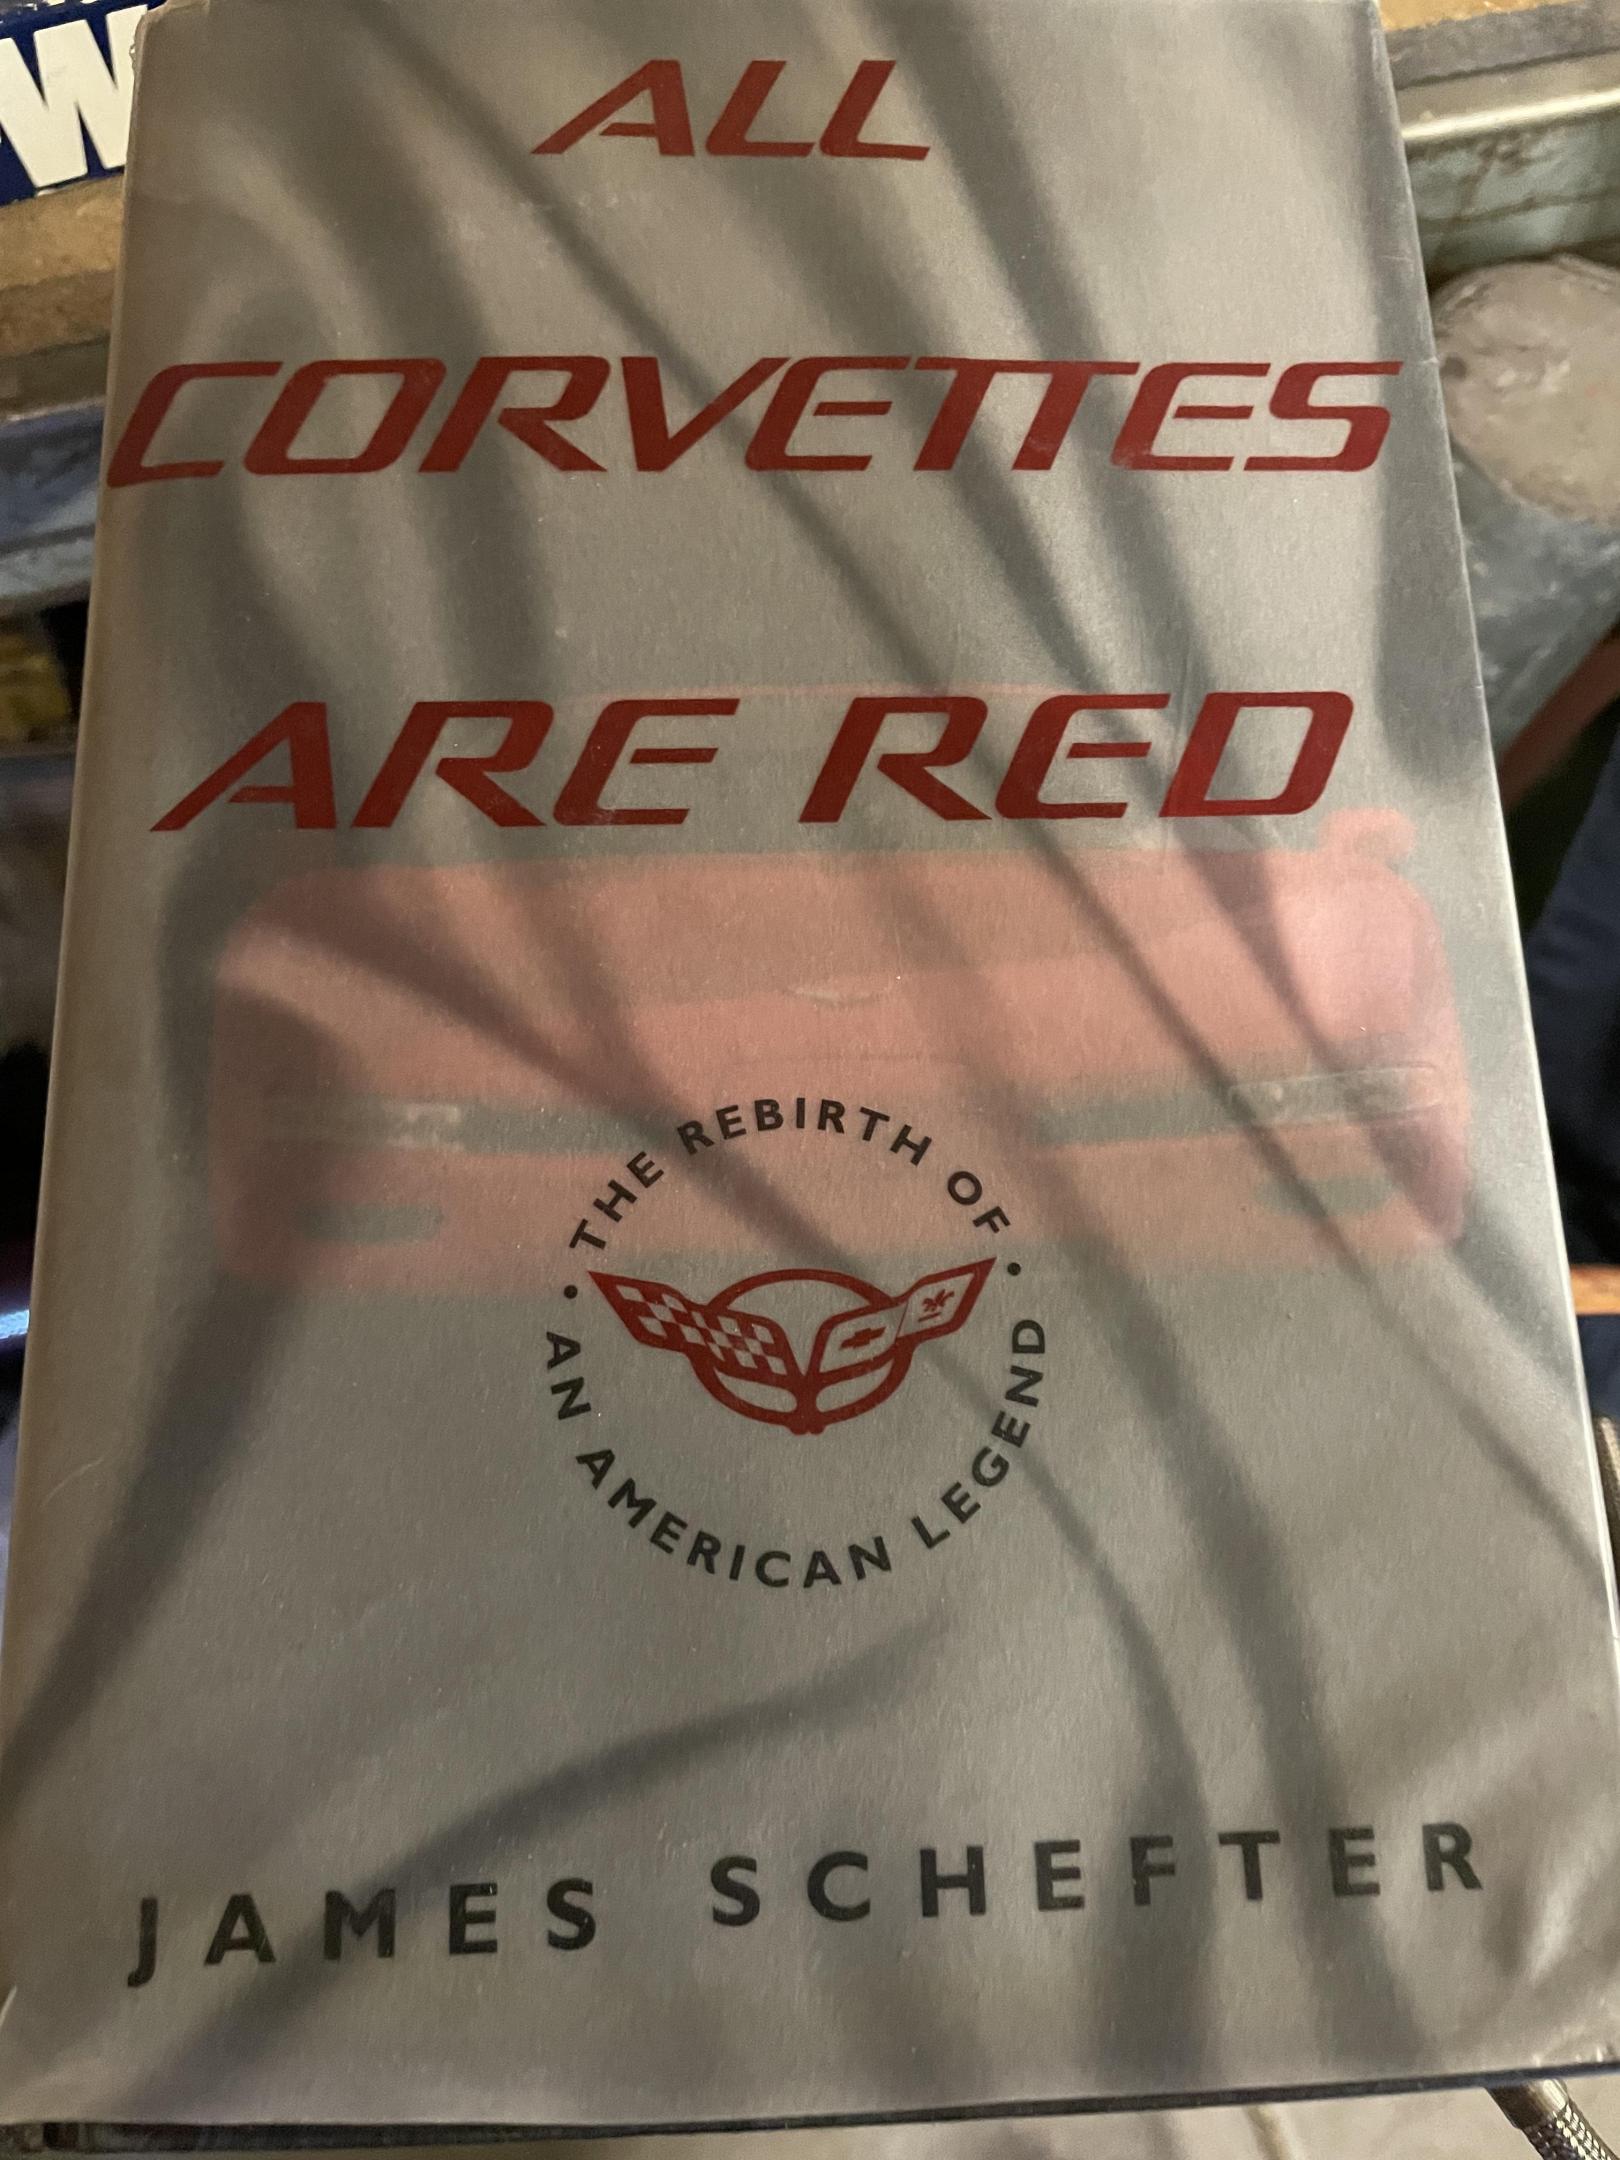 W
ALL
CORVETTES
ARE RED
• THE REBIRTH OF •
AN AMERICAN LEGEND
JAMES SCHEFTER